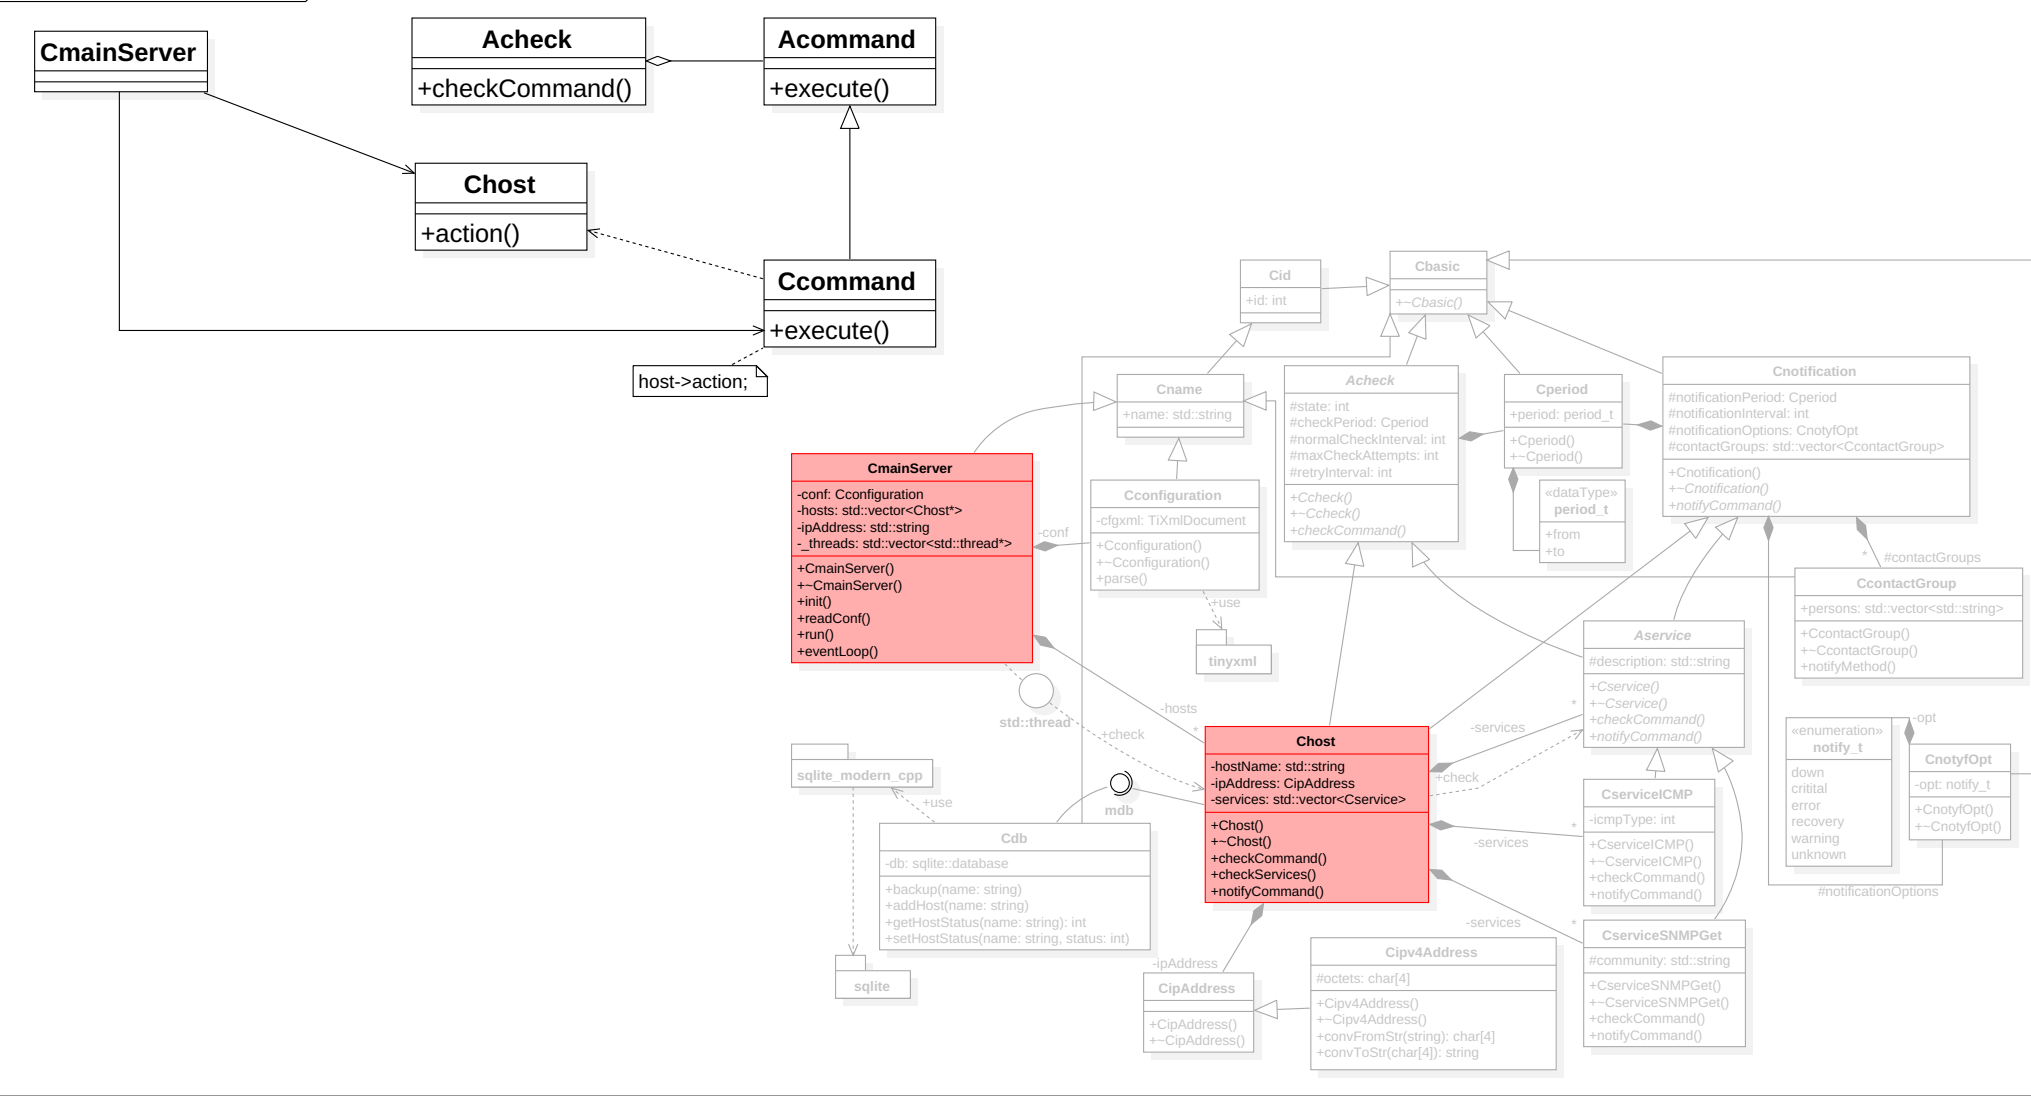 CmainServer
Acheck
+checkCommand()
Acommand
+execute()
Chost
+action()
Ccommand
+execute()
host->action;
Cid
+id: int
Cbasic
+~Cbasic()
Cname
+name: std::string
Acheck
#state: int
#checkPeriod: Cperiod
#normalCheckInterval: int
#maxCheckAttempts: int
#retryInterval: int
+Ccheck()
+~Ccheck()
+checkCommand()
Cperiod
+period: period_t
+Cperiod()
+~Cperiod()
«dataType»
period_t
+from
+to
Cnotification
#notificationPeriod: Cperiod
#notificationInterval: int
#notificationOptions: CnotyfOpt
#contactGroups: std::vector<CcontactGroup>
+Cnotification()
+~Cnotification()
+notifyCommand()
CmainServer
-conf: Cconfiguration
-hosts: std::vector<Chost*>
-ipAddress: std::string
-_threads: std::vector<std::thread*>
+CmainServer()
+~CmainServer()
+init()
+readConf()
+run()
+eventLoop()
-conf
Cconfiguration
-cfgxml: TiXmlDocument
+Cconfiguration()
+~Cconfiguration()
+parse()
+use
tinyxml
*
#contactGroups
CcontactGroup
+persons: std::vector<std::string>
+CcontactGroup()
+~CcontactGroup()
+notifyMethod()
Aservice
#description: std::string
+Cservice()
+~Cservice()
+checkCommand()
+notifyCommand()
std::thread
+check
-hosts
*
Chost
-hostName: std::string
-ipAddress: CipAddress
-services: std::vector<Cservice>
+Chost()
+~Chost()
+checkCommand()
+checkServices()
+notifyCommand()
-services
*
+check
-services
*
-services
*
«enumeration»
notify_t
down
critital
error
recovery
warning
unknown
-opt
CnotyfOpt
-opt: notify_t
+CnotyfOpt()
+~CnotyfOpt()
#notificationOptions
CserviceICMP
-icmpType: int
+CserviceICMP()
+~CserviceICMP()
+checkCommand()
+notifyCommand()
sqlite_modern_cpp
+use
mdb
Cdb
-db: sqlite::database
+backup(name: string)
+addHost(name: string)
+getHostStatus(name: string): int
+setHostStatus(name: string, status: int)
sqlite
-ipAddress
CipAddress
+CipAddress()
+~CipAddress()
Cipv4Address
#octets: char[4]
+Cipv4Address()
+~Cipv4Address()
+convFromStr(string): char[4]
+convToStr(char[4]): string
CserviceSNMPGet
#community: std::string
+CserviceSNMPGet()
+~CserviceSNMPGet()
+checkCommand()
+notifyCommand()